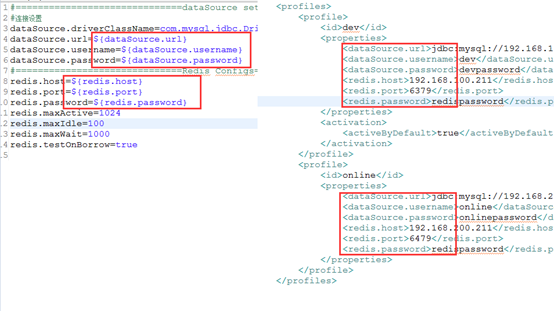 1 #==============================dataSource set
2 #连接设置
3 dataSource.driverClassName=com.mysql.jdbc.Dri
4 dataSource.url=${dataSource.url}
5 dataSource.username=${dataSource.username}
6 dataSource.password=${dataSource.password}
7 #==============================Redis Configs=
8 redis.host=${redis.host}
9 redis.port=${redis.port}
10 redis.password=${redis.password}
11 redis.maxActive=1024
12 redis.maxIdle=100
13 redis.maxWait=1000
14 redis.testOnBorrow=true
15
<profiles>
<profile>
<id>dev</id>
<properties>
<dataSource.url>jdbc:mysql://192.168.1
<dataSource.username>dev</dataSource
<dataSource.password>devpassword</data
<redis.host>192.168.100.211</redis.hos
<redis.port>6379</redis.port>
<redis.password>redispassword</redis.p
</properties>
<activation>
<activeByDefault>true</activeByDefau
</activation>
</profile>
<profile>
<id>online</id>
<properties>
<dataSource.url>jdbc:mysql://192.168.2
<dataSource.username>online</dataSourc
<dataSource.password>onlinepassword</d
<redis.host>192.168.200.211</redis.hos
<redis.port>6479</redis.port>
<redis.password>redispassword</redis.p
</properties>
</profile>
</profiles>